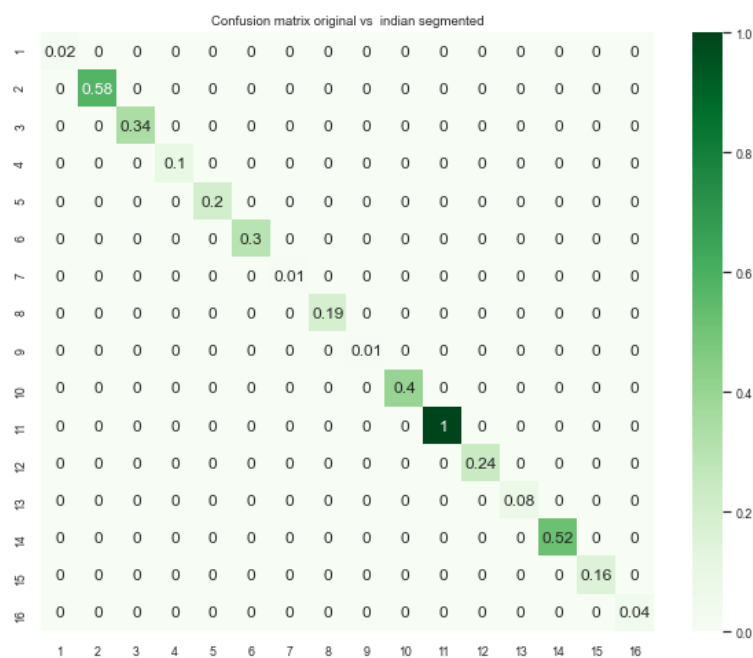 Confusion matrix original vs indian segmented
1 0.02 0 0 0 0 0 0 0 0 0 0 0 0 0 0 0
2 0 0.58 0 0 0 0 0 0 0 0 0 0 0 0 0 0
3 0 0 0.34 0 0 0 0 0 0 0 0 0 0 0 0 0
4 0 0 0 0.1 0 0 0 0 0 0 0 0 0 0 0 0
5 0 0 0 0 0.2 0 0 0 0 0 0 0 0 0 0 0
6 0 0 0 0 0 0.3 0 0 0 0 0 0 0 0 0 0
7 0 0 0 0 0 0 0.01 0 0 0 0 0 0 0 0 0
8 0 0 0 0 0 0 0 0.19 0 0 0 0 0 0 0 0
9 0 0 0 0 0 0 0 0 0.01 0 0 0 0 0 0 0
10 0 0 0 0 0 0 0 0 0 0.4 0 0 0 0 0 0
11 0 0 0 0 0 0 0 0 0 0 1 0 0 0 0 0
12 0 0 0 0 0 0 0 0 0 0 0 0.24 0 0 0 0
13 0 0 0 0 0 0 0 0 0 0 0 0 0.08 0 0 0
14 0 0 0 0 0 0 0 0 0 0 0 0 0 0.52 0 0
15 0 0 0 0 0 0 0 0 0 0 0 0 0 0 0.16 0
16 0 0 0 0 0 0 0 0 0 0 0 0 0 0 0 0.04
1 2 3 4 5 6 7 8 9 10 11 12 13 14 15 16
1.0
0.8
0.6
0.4
0.2
0.0